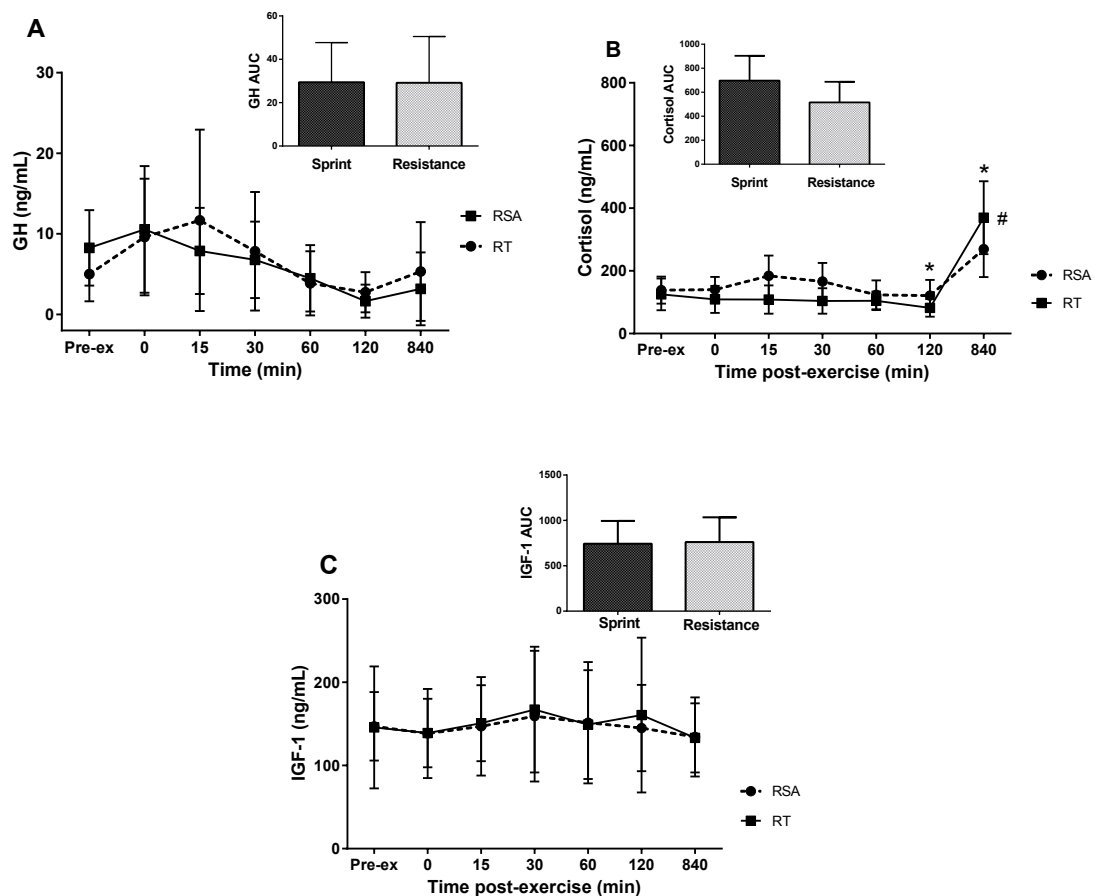 A
GH AUC
60
40
20
0
Sprint
Resistance
GH (ng/mL)
30
20
10
0
Pre-ex
0
15
30
60
120
840
Time (min)
RSA
RT
B
Cortisol AUC
1000
800
600
400
200
0
Sprint
Resistance
Cortisol (ng/mL)
800
600
400
200
0
*
*
#
Pre-ex
0
15
30
60
120
840
Time post-exercise (min)
RSA
RT
C
IGF-1 AUC
1500
1000
500
0
Sprint
Resistance
IGF-1 (ng/mL)
300
200
100
0
Pre-ex
0
15
30
60
120
840
Time post-exercise (min)
RSA
RT